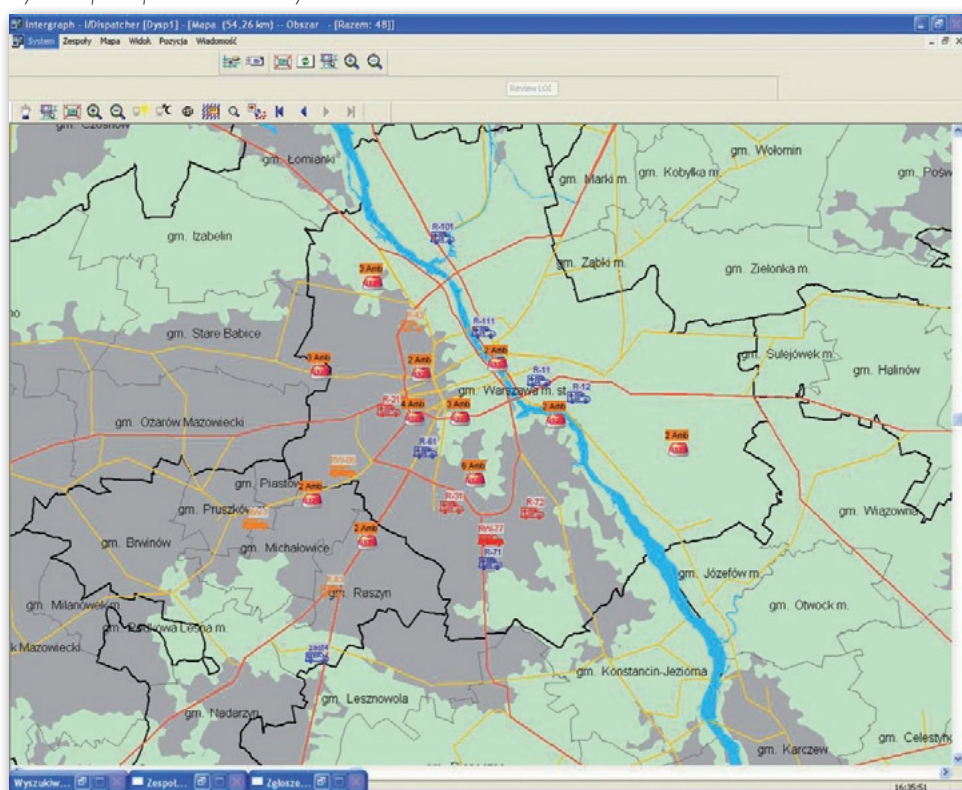 Intergraph - I/Dispatcher [Dysp1] - [Mapa (54,26 km) -- Obszar - [Razem: 48]]
System Zespoły Mapa Widok Pozycja Wiadomość
Review LOI
gm. Czosnów
gm. Łomianki
gm. Wołomin
gm. Marki m.
gm. Kobyłka m.
gm. Izabelin
R-101
gm. Ząbki m.
gm. Zielonka m.
3 Amb
gm. Stare Babice
R-111
3 Amb
2 Amb
2 Amb
gm. Sulejówek m.
gm. Halinów
R-11
gm. Warszawa m. st
R-12
R-21
4 Amb
3 Amb
2 Amb
gm. Ożarów Mazowiecki
R-61
2 Amb
6 Amb
gm. Piastów
2 Amb
gm. Pruszków
R-31
R-72
gm. Wiązowna
gm. Brwinów
gm. Michałowice
2 Amb
RW-77
R-71
gm. Józefów m.
gm. Raszyn
gm. Milanówek m.
gm. Otwock m.
gm. Podkowa Leśna m.
k Mazowiecki
gm. Konstancin-Jeziorna
gm. Lesznowola
gm. Nadarzyn
gm. Karczew
gm. Celestyn
Wyszukiw... Zespoł... Zgłosze...
16:35:51